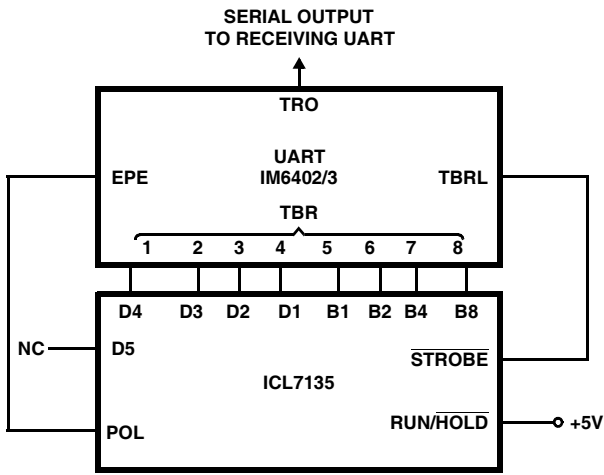 SERIAL OUTPUT
TO RECEIVING UART
TRO
UART
IM6402/3
EPE
TBRL
TBR
1 2 3 4 5 6 7 8
D4 D3 D2 D1 B1 B2 B4 B8
NC
D5
STROBE
ICL7135
RUN/HOLD
+5V
POL